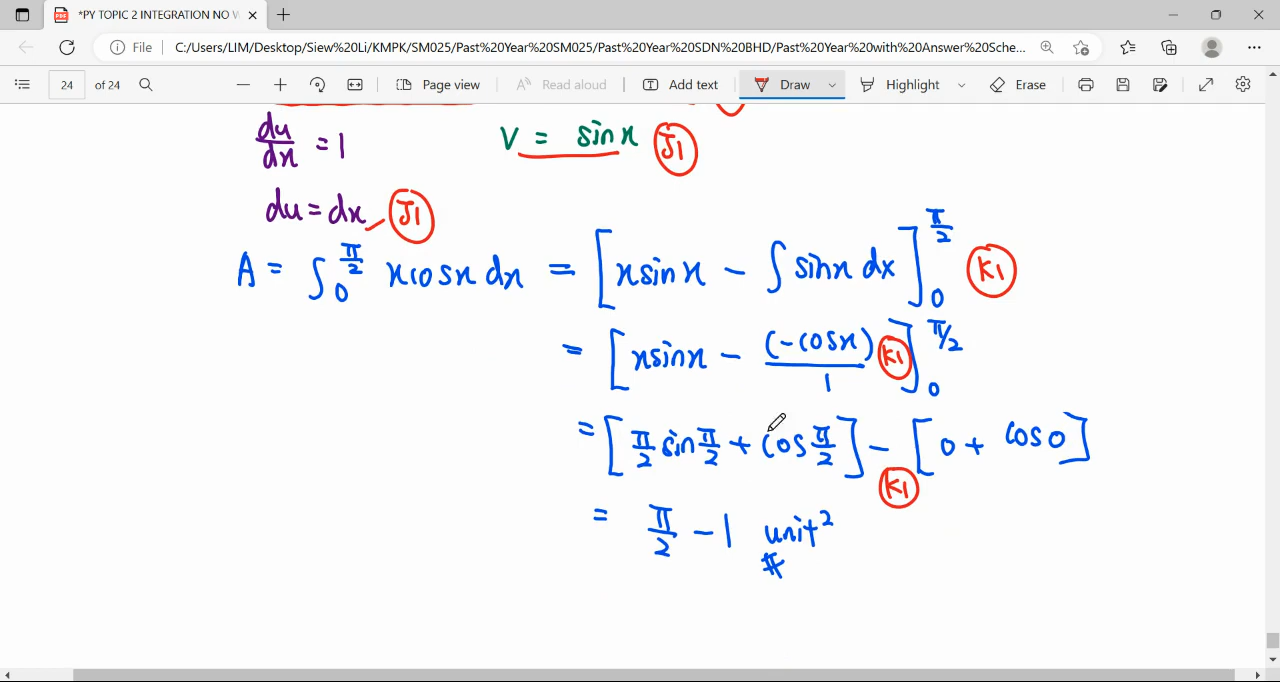 *PY TOPIC 2 INTEGRATION NO W
File C:/Users/LIM/Desktop/Siew%20Li/KMPK/SM025/Past%20Year%20SM025/Past%20Year%20SDN%20BHD/Past%20Year%20with%20Answer%20Sche...
24 of 24 Page view Read aloud Add text Draw Highlight Erase
du/dx = 1 V = sin x J1
du = dx J1
A = ∫₀^(π/2) x cos x dx = [x sin x - ∫ sin x dx]₀^(π/2) K1
= [x sin x - (-cos x)/1 K1]₀^(π/2)
= [π/2 sin π/2 + cos π/2] - [0 + cos 0]
K1
= π/2 - 1 unit²
#